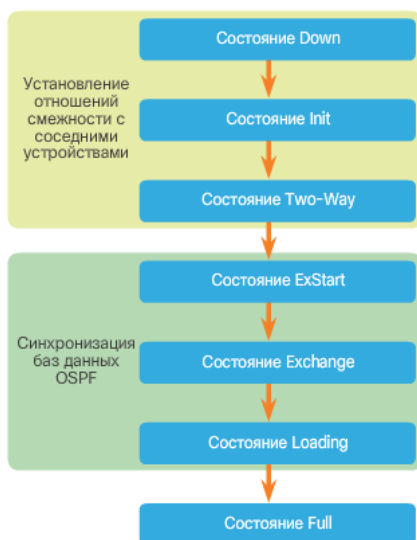 Состояние Down
Установление
отношений
смежности с
соседними
устройствами
Состояние Init
Состояние Two-Way
Состояние ExStart
Синхронизация
баз данных
OSPF
Состояние Exchange
Состояние Loading
Состояние Full